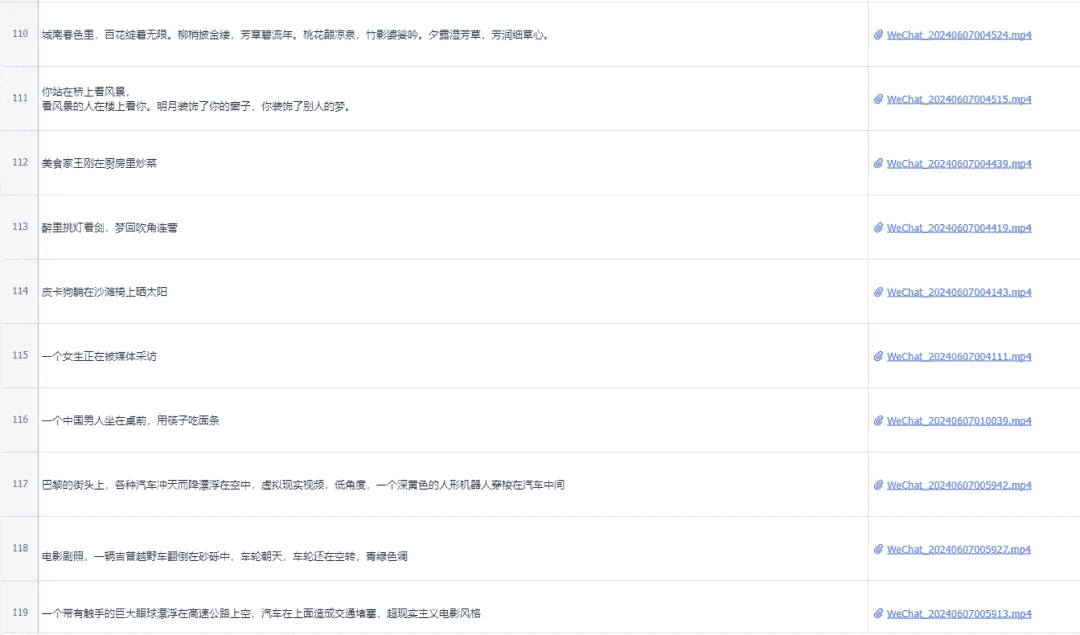 110 城南春色里，百花绽着无限。柳梢披金缕，芳草碧流年。桃花酿凉泉，竹影婆娑吟。夕露湿芳草，芳润细草心。 WeChat_20240607004524.mp4
你站在桥上看风景，
111 看风景的人在楼上看你。明月装饰了你的窗子，你装饰了别人的梦。 WeChat_20240607004515.mp4
112 美食家王刚在厨房里炒菜 WeChat_20240607004439.mp4
113 醉里挑灯看剑，梦回吹角连营 WeChat_20240607004419.mp4
114 皮卡狗躺在沙滩椅上晒太阳 WeChat_20240607004143.mp4
115 一个女生正在被媒体采访 WeChat_20240607004111.mp4
116 一个中国男人坐在桌前，用筷子吃面条 WeChat_20240607010039.mp4
117 巴黎的街头上，各种汽车冲天而降漂浮在空中，虚拟现实视频，低角度，一个深黄色的人形机器人穿梭在汽车中间 WeChat_20240607005942.mp4
118 电影剧照，一辆吉普越野车翻倒在砂砾中，车轮朝天，车轮还在空转，青绿色调 WeChat_20240607005927.mp4
119 一个带有触手的巨大眼球漂浮在高速公路上空，汽车在上面造成交通堵塞，超现实主义电影风格 WeChat_20240607005913.mp4